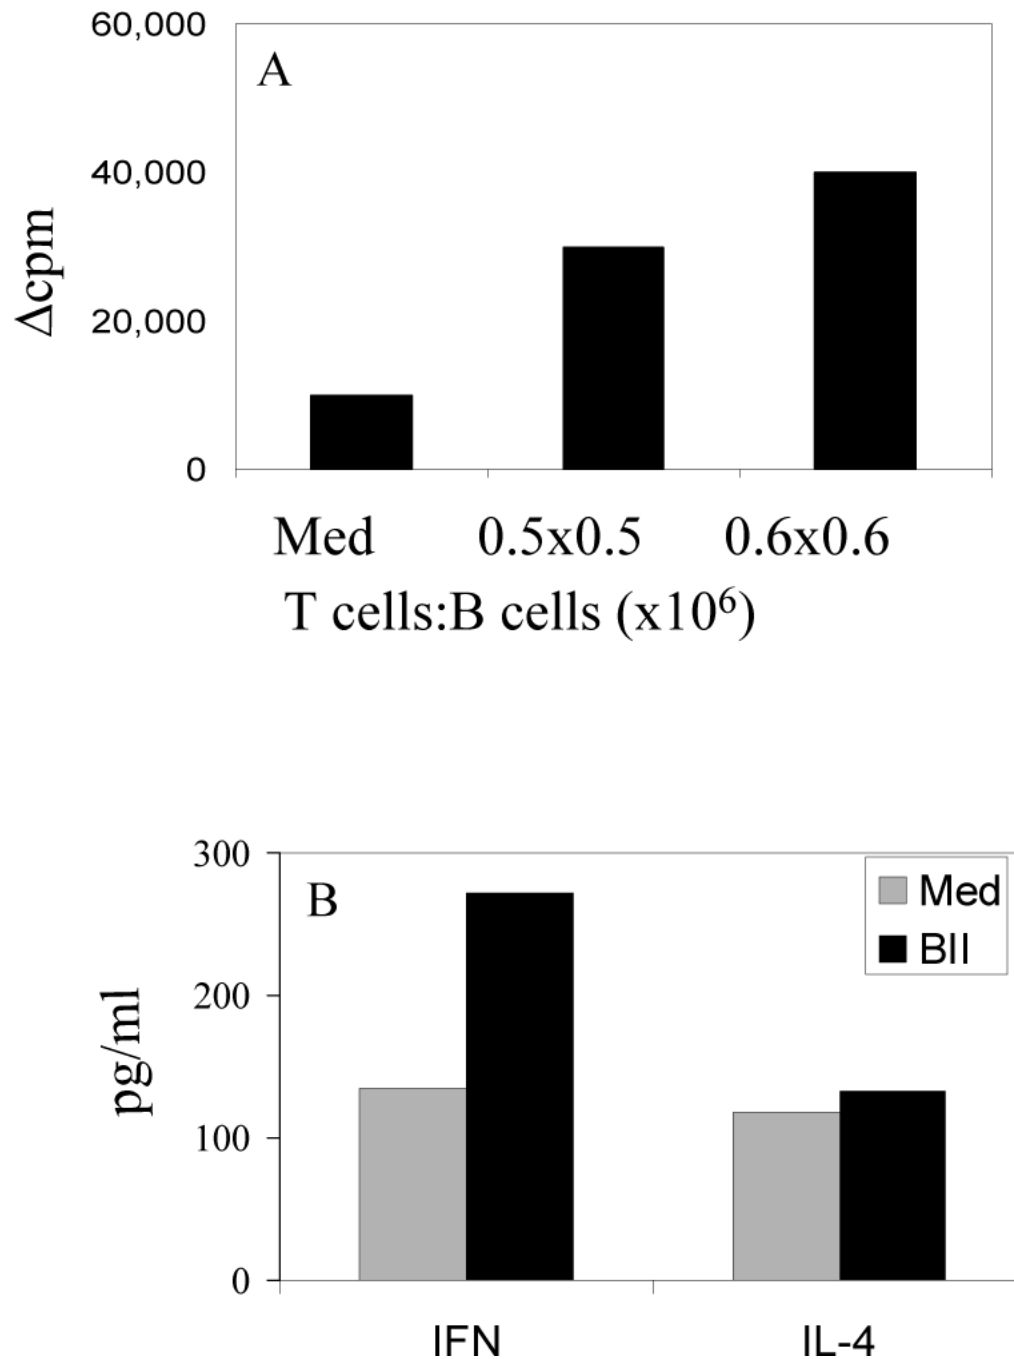 60,000
A
40,000
Δcpm
20,000
0
Med 0.5x0.5 0.6x0.6
T cells:B cells (x10⁶)
300
B
Med
BII
200
pg/ml
100
0
IFN IL-4